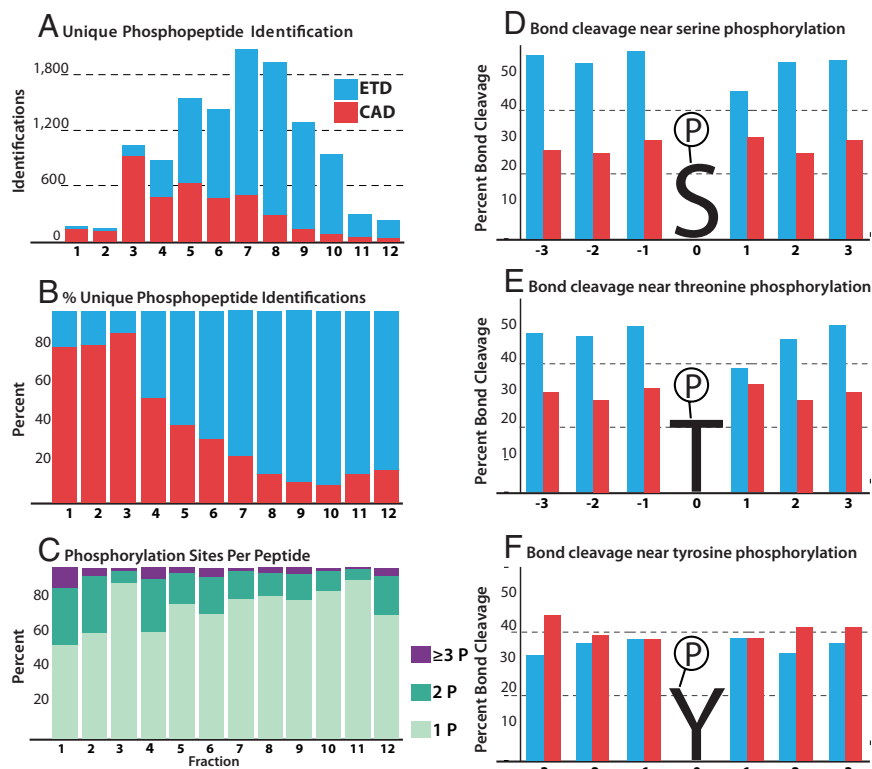 A Unique Phosphopeptide Identification
Identifications
1,800
1,200
600
0
ETD
CAD
1 2 3 4 5 6 7 8 9 10 11 12
B % Unique Phosphopeptide Identifications
Percent
80
60
40
20
1 2 3 4 5 6 7 8 9 10 11 12
C Phosphorylation Sites Per Peptide
Percent
80
60
40
20
≥3 P
2 P
1 P
1 2 3 4 5 6 7 8 9 10 11 12
Fraction
D Bond cleavage near serine phosphorylation
Percent Bond Cleavage
50
40
30
20
10
P
S
-3 -2 -1 0 1 2 3
E Bond cleavage near threonine phosphorylation
Percent Bond Cleavage
50
40
30
20
10
P
T
-3 -2 -1 0 1 2 3
F Bond cleavage near tyrosine phosphorylation
Percent Bond Cleavage
50
40
30
20
10
P
Y